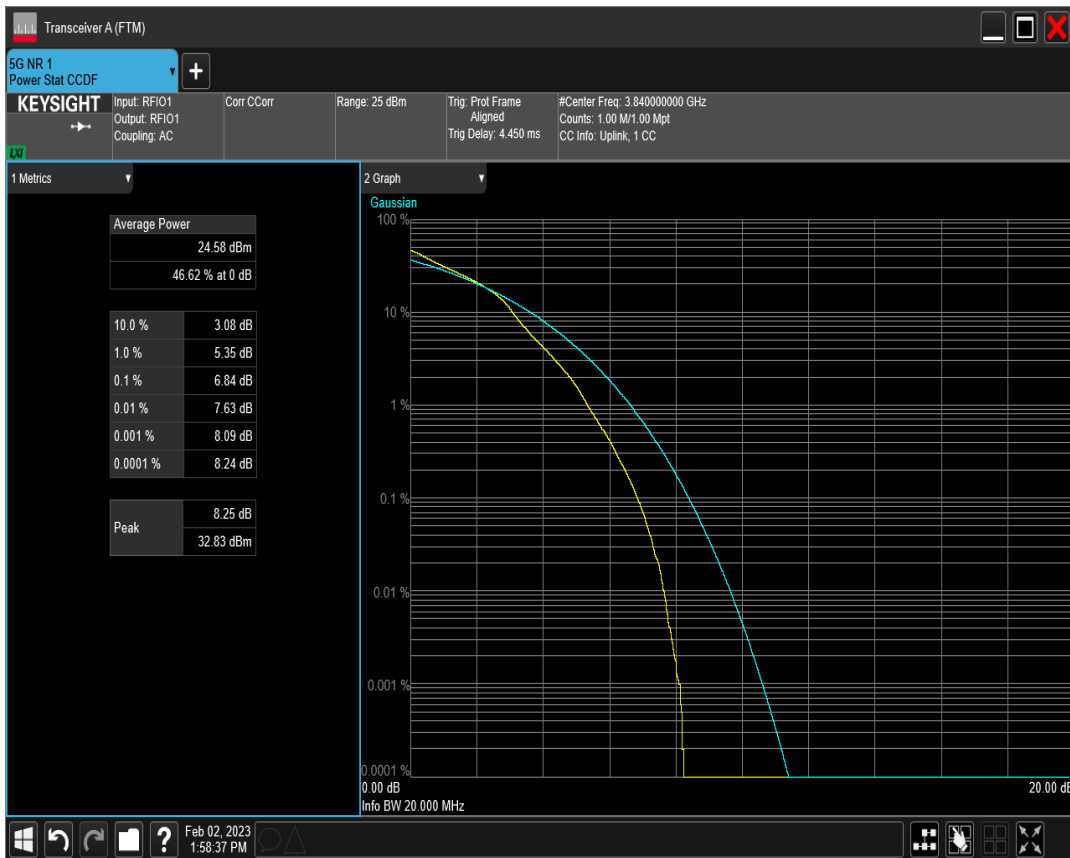 Transceiver A (FTM)
5G NR 1
Power Stat CCDF
+
KEYSIGHT
LXI
Input: RFIO1
Output: RFIO1
Coupling: AC
Corr CCorr
Range: 25 dBm
Trig: Prot Frame
Aligned
Trig Delay: 4.450 ms
#Center Freq: 3.840000000 GHz
Counts: 1.00 M/1.00 Mpt
CC Info: Uplink, 1 CC
1 Metrics
Average Power
24.58 dBm
46.62 % at 0 dB
10.0 % 3.08 dB
1.0 % 5.35 dB
0.1 % 6.84 dB
0.01 % 7.63 dB
0.001 % 8.09 dB
0.0001 % 8.24 dB
Peak
8.25 dB
32.83 dBm
2 Graph
Gaussian
100 %
10 %
1 %
0.1 %
0.01 %
0.001 %
0.0001 %
0.00 dB 20.00 dB
Info BW 20.000 MHz
?
Feb 02, 2023
1:58:37 PM